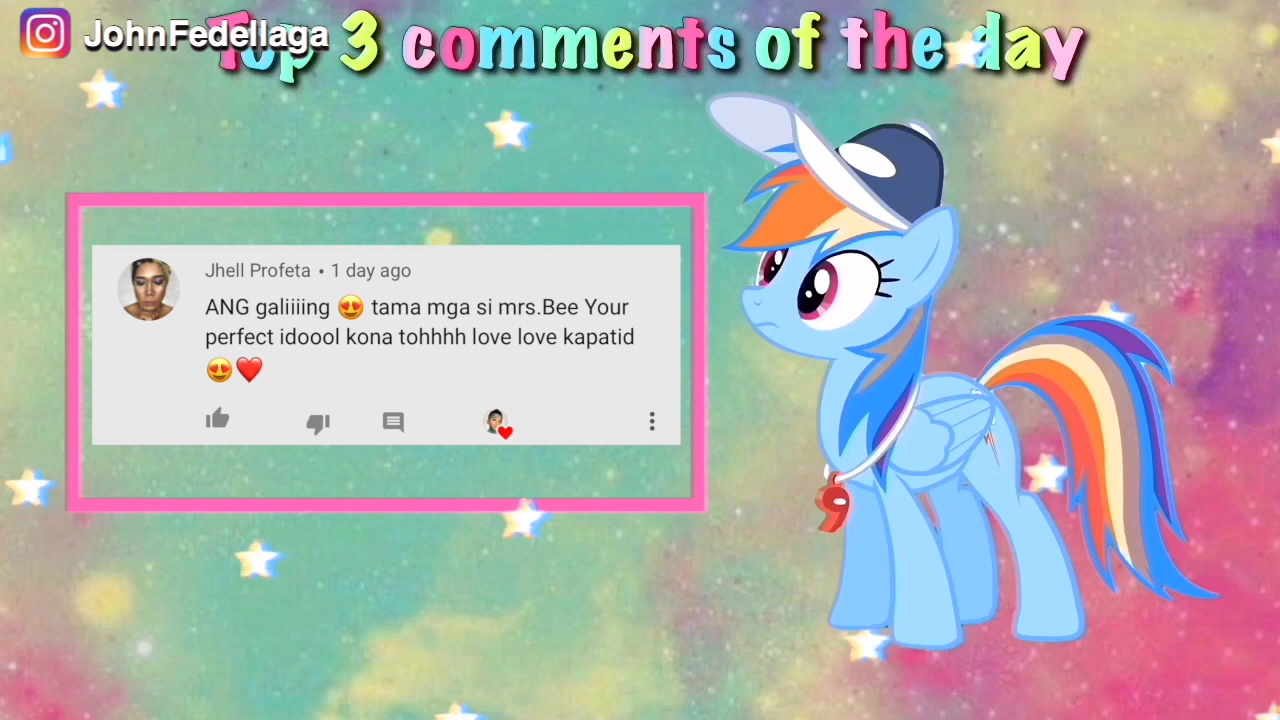 JohnFedellaga
Top 3 comments of the day
Jhell Profeta • 1 day ago
ANG galiiiing 😍 tama mga si mrs.Bee Your
perfect idoool kona tohhhh love love kapatid
😍❤️